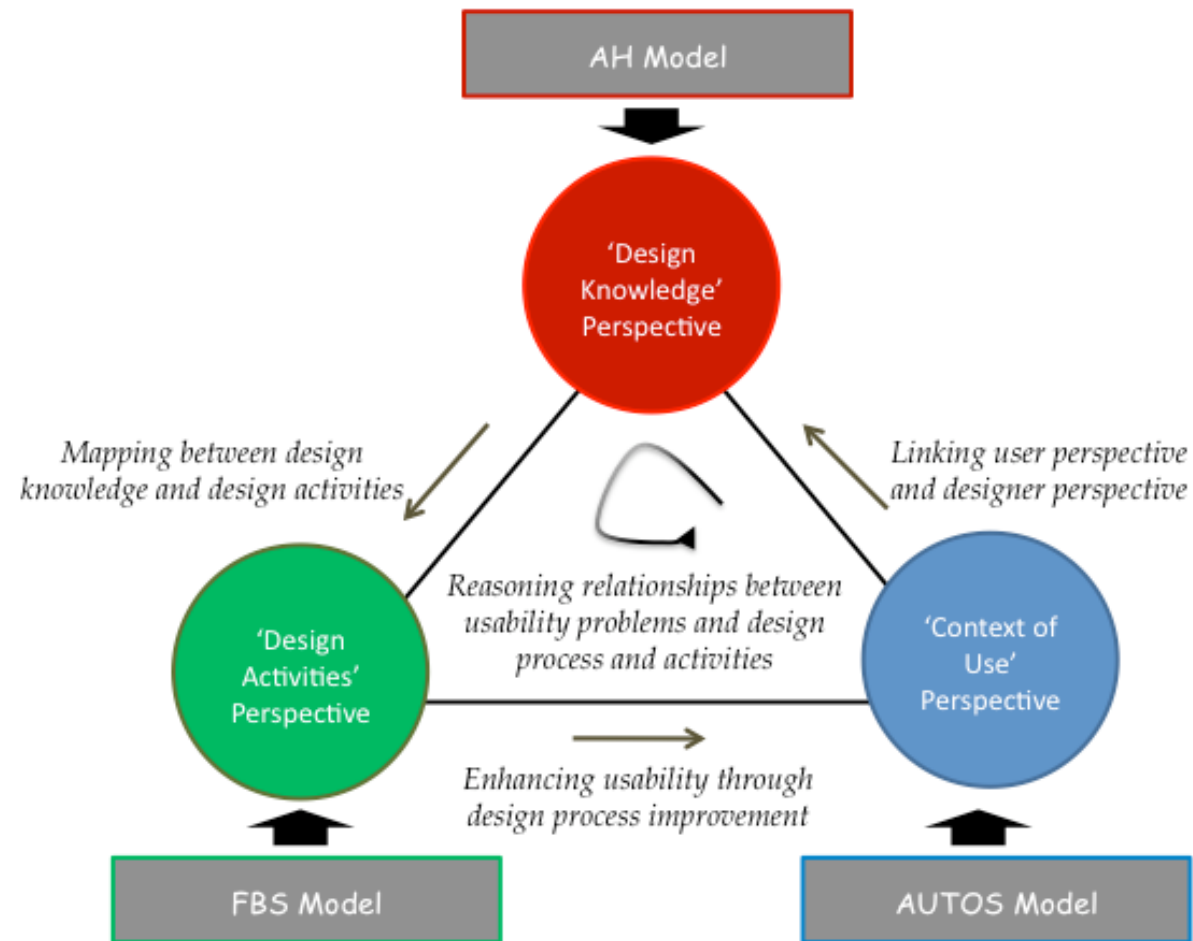 AH Model
‘Design
Knowledge’
Perspective
Mapping between design
knowledge and design activities
Linking user perspective
and designer perspective
Reasoning relationships between
usability problems and design
process and activities
‘Design
Activities’
Perspective
‘Context of
Use’
Perspective
Enhancing usability through
design process improvement
FBS Model
AUTOS Model